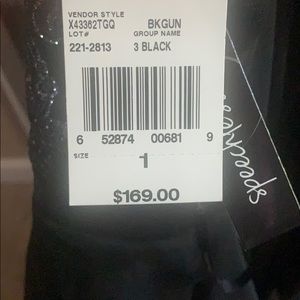 VENDOR STYLE
X43362TGQ BKGUN
LOT# GROUP NAME
221-2813 3 BLACK
6 52874 00681 9
SIZE
1
$169.00
speechless